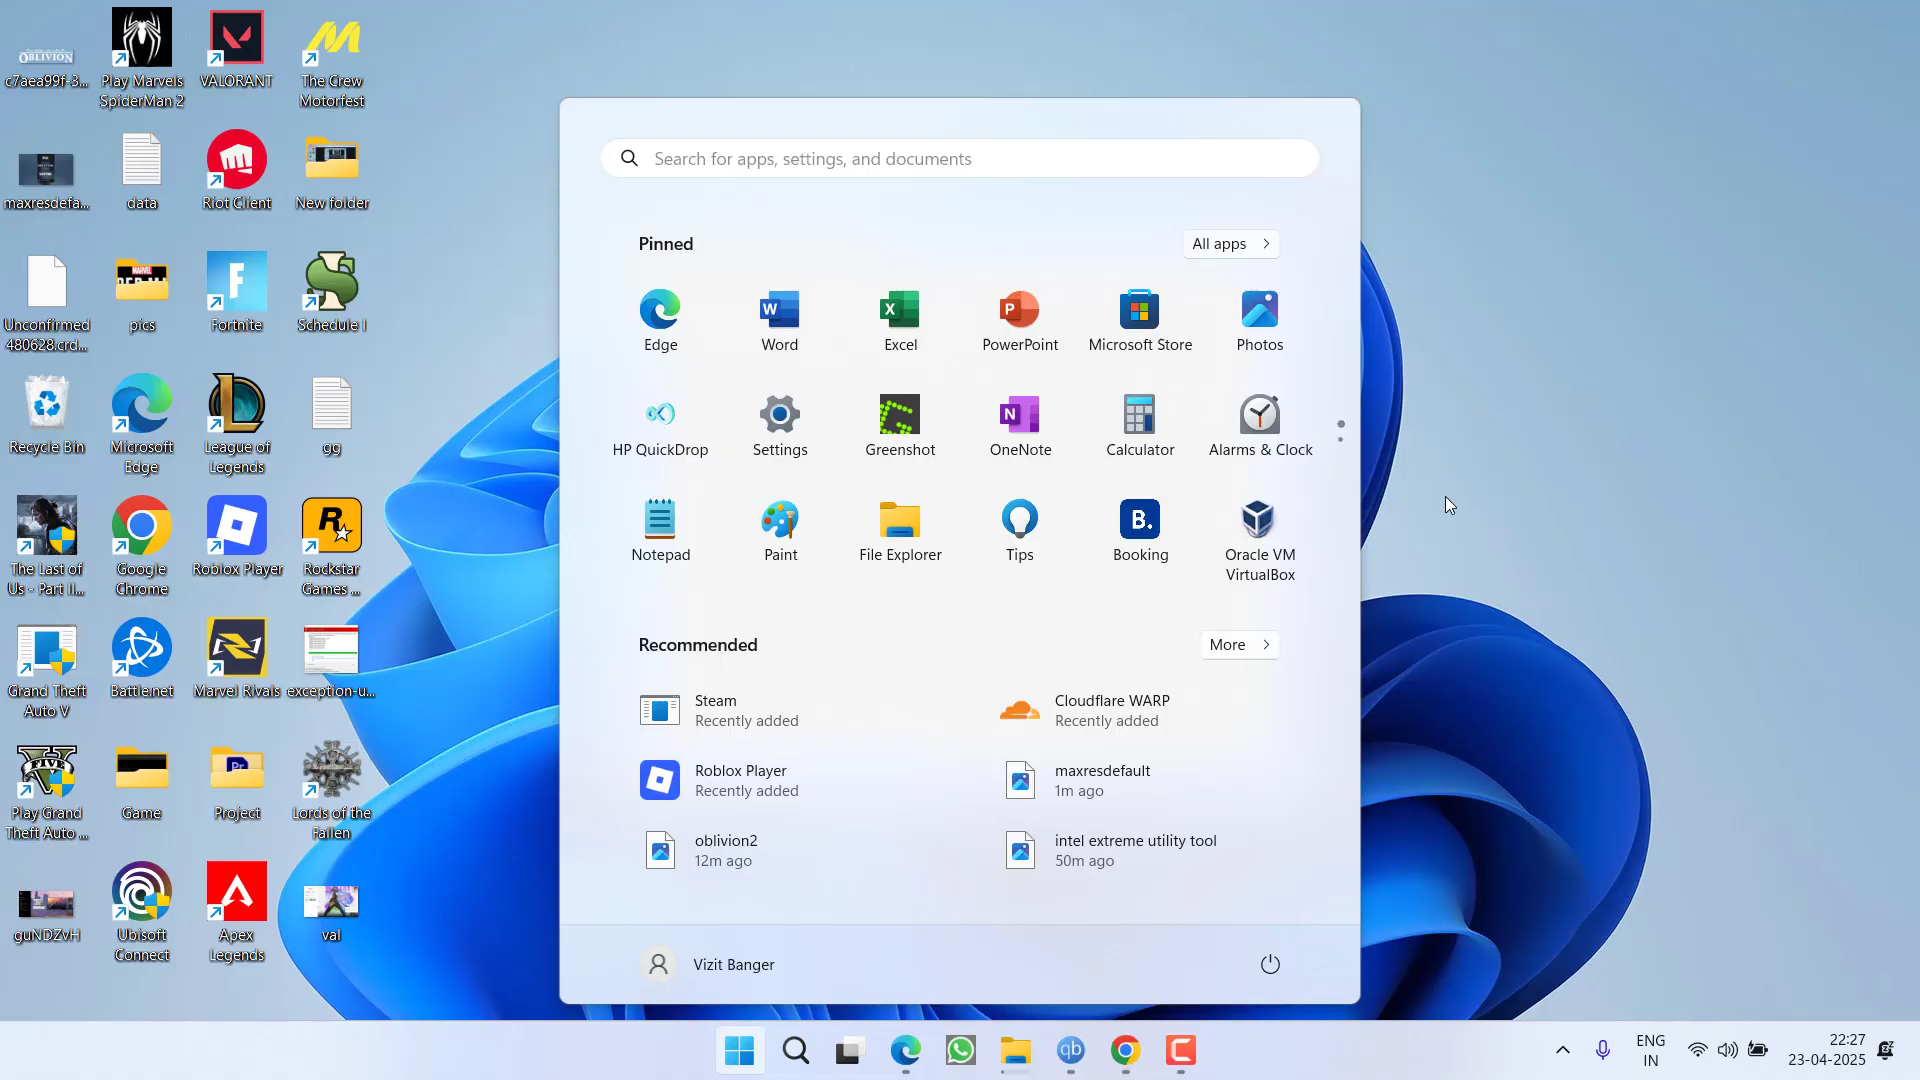 OBLIVION
c7aea99f-3...
Play Marvels
SpiderMan 2
VALORANT
The Crew
Motorfest
maxresdefa...
data
Riot Client
New folder
Unconfirmed
480628.crd...
pics
Fortnite
Schedule I
Recycle Bin
Microsoft
Edge
League of
Legends
gg
The Last of
Us - Part II...
Google
Chrome
Roblox Player
Rockstar
Games ...
Grand Theft
Auto V
Battle.net
Marvel Rivals
exception-u...
Play Grand
Theft Auto ...
Game
Project
Lords of the
Fallen
guNDZvH
Ubisoft
Connect
Apex
Legends
val
Search for apps, settings, and documents
Pinned
All apps
Edge
Word
Excel
PowerPoint
Microsoft Store
Photos
HP QuickDrop
Settings
Greenshot
OneNote
Calculator
Alarms & Clock
Notepad
Paint
File Explorer
Tips
B.
Booking
Oracle VM
VirtualBox
Recommended
More
Steam
Recently added
Cloudflare WARP
Recently added
Roblox Player
Recently added
maxresdefault
1m ago
oblivion2
12m ago
intel extreme utility tool
50m ago
Vizit Banger
qb
ENG
IN
22:27
23-04-2025